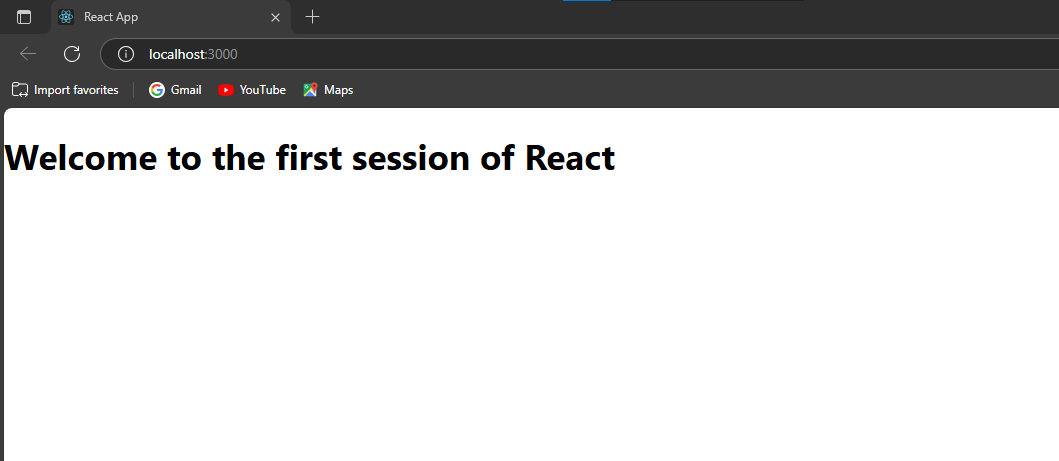 React App
localhost:3000
Import favorites Gmail YouTube Maps
Welcome to the first session of React